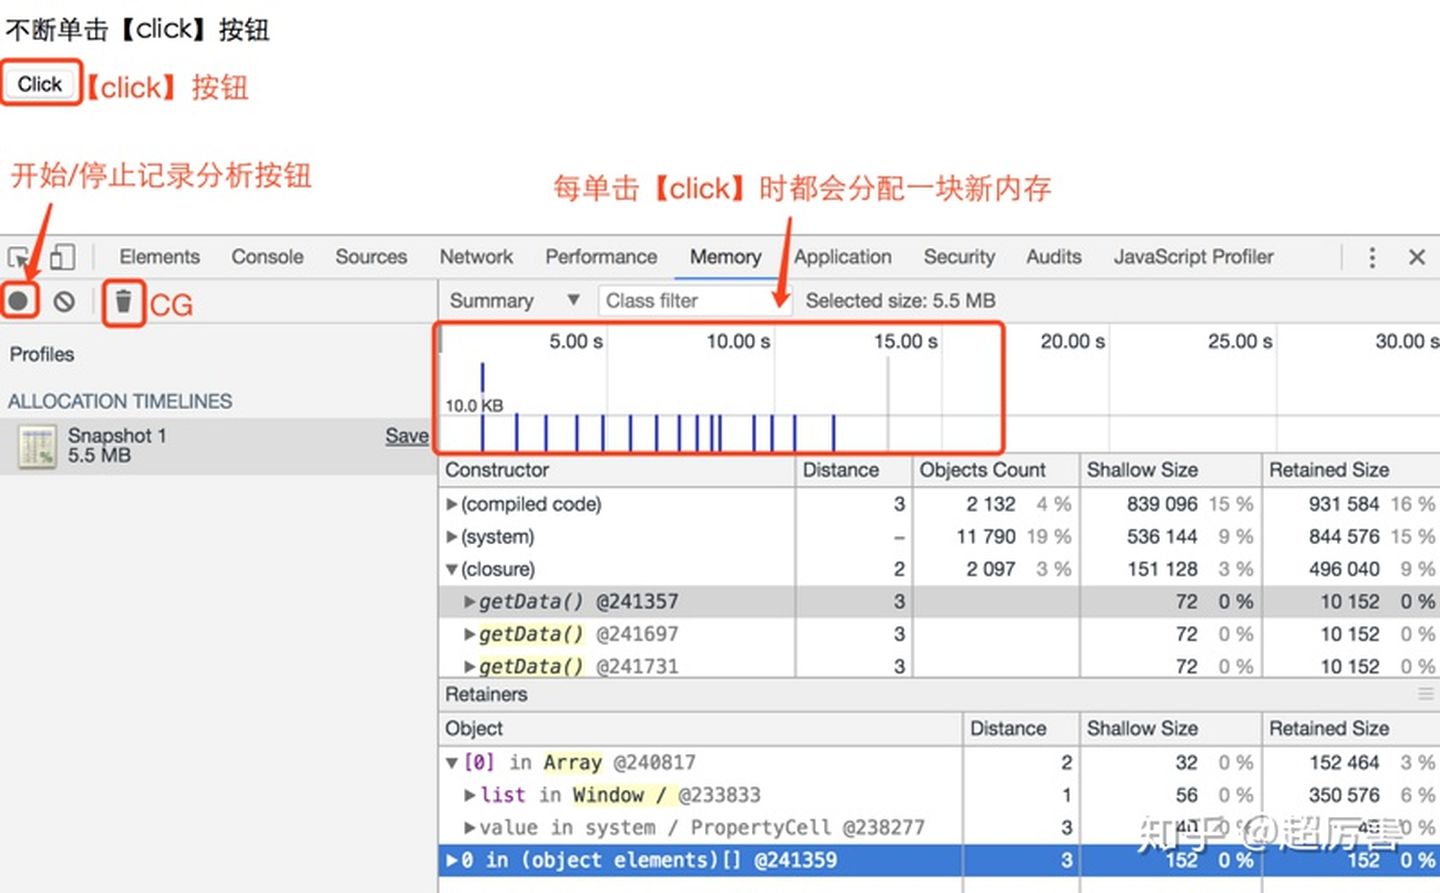 不断单击【click】按钮
Click 【click】按钮
开始/停止记录分析按钮
每单击【click】时都会分配一块新内存
Elements Console Sources Network Performance Memory Application Security Audits JavaScript Profiler
CG Summary Class filter Selected size: 5.5 MB
Profiles
5.00 s 10.00 s 15.00 s 20.00 s 25.00 s 30.00 s
10.0 KB
ALLOCATION TIMELINES
Snapshot 1 Save
5.5 MB
Constructor Distance Objects Count Shallow Size Retained Size
(compiled code) 3 2 132 4 % 839 096 15 % 931 584 16 %
(system) – 11 790 19 % 536 144 9 % 844 576 15 %
(closure) 2 2 097 3 % 151 128 3 % 496 040 9 %
getData() @241357 3 72 0 % 10 152 0 %
getData() @241697 3 72 0 % 10 152 0 %
getData() @241731 3 72 0 % 10 152 0 %
Retainers
Object Distance Shallow Size Retained Size
[0] in Array @240817 2 32 0 % 152 464 3 %
list in Window / @233833 1 56 0 % 350 576 6 %
value in system / PropertyCell @238277 3 40 0 % 0 %
知乎 @超厉害
0 in (object elements)[] @241359 3 152 0 % 152 0 %